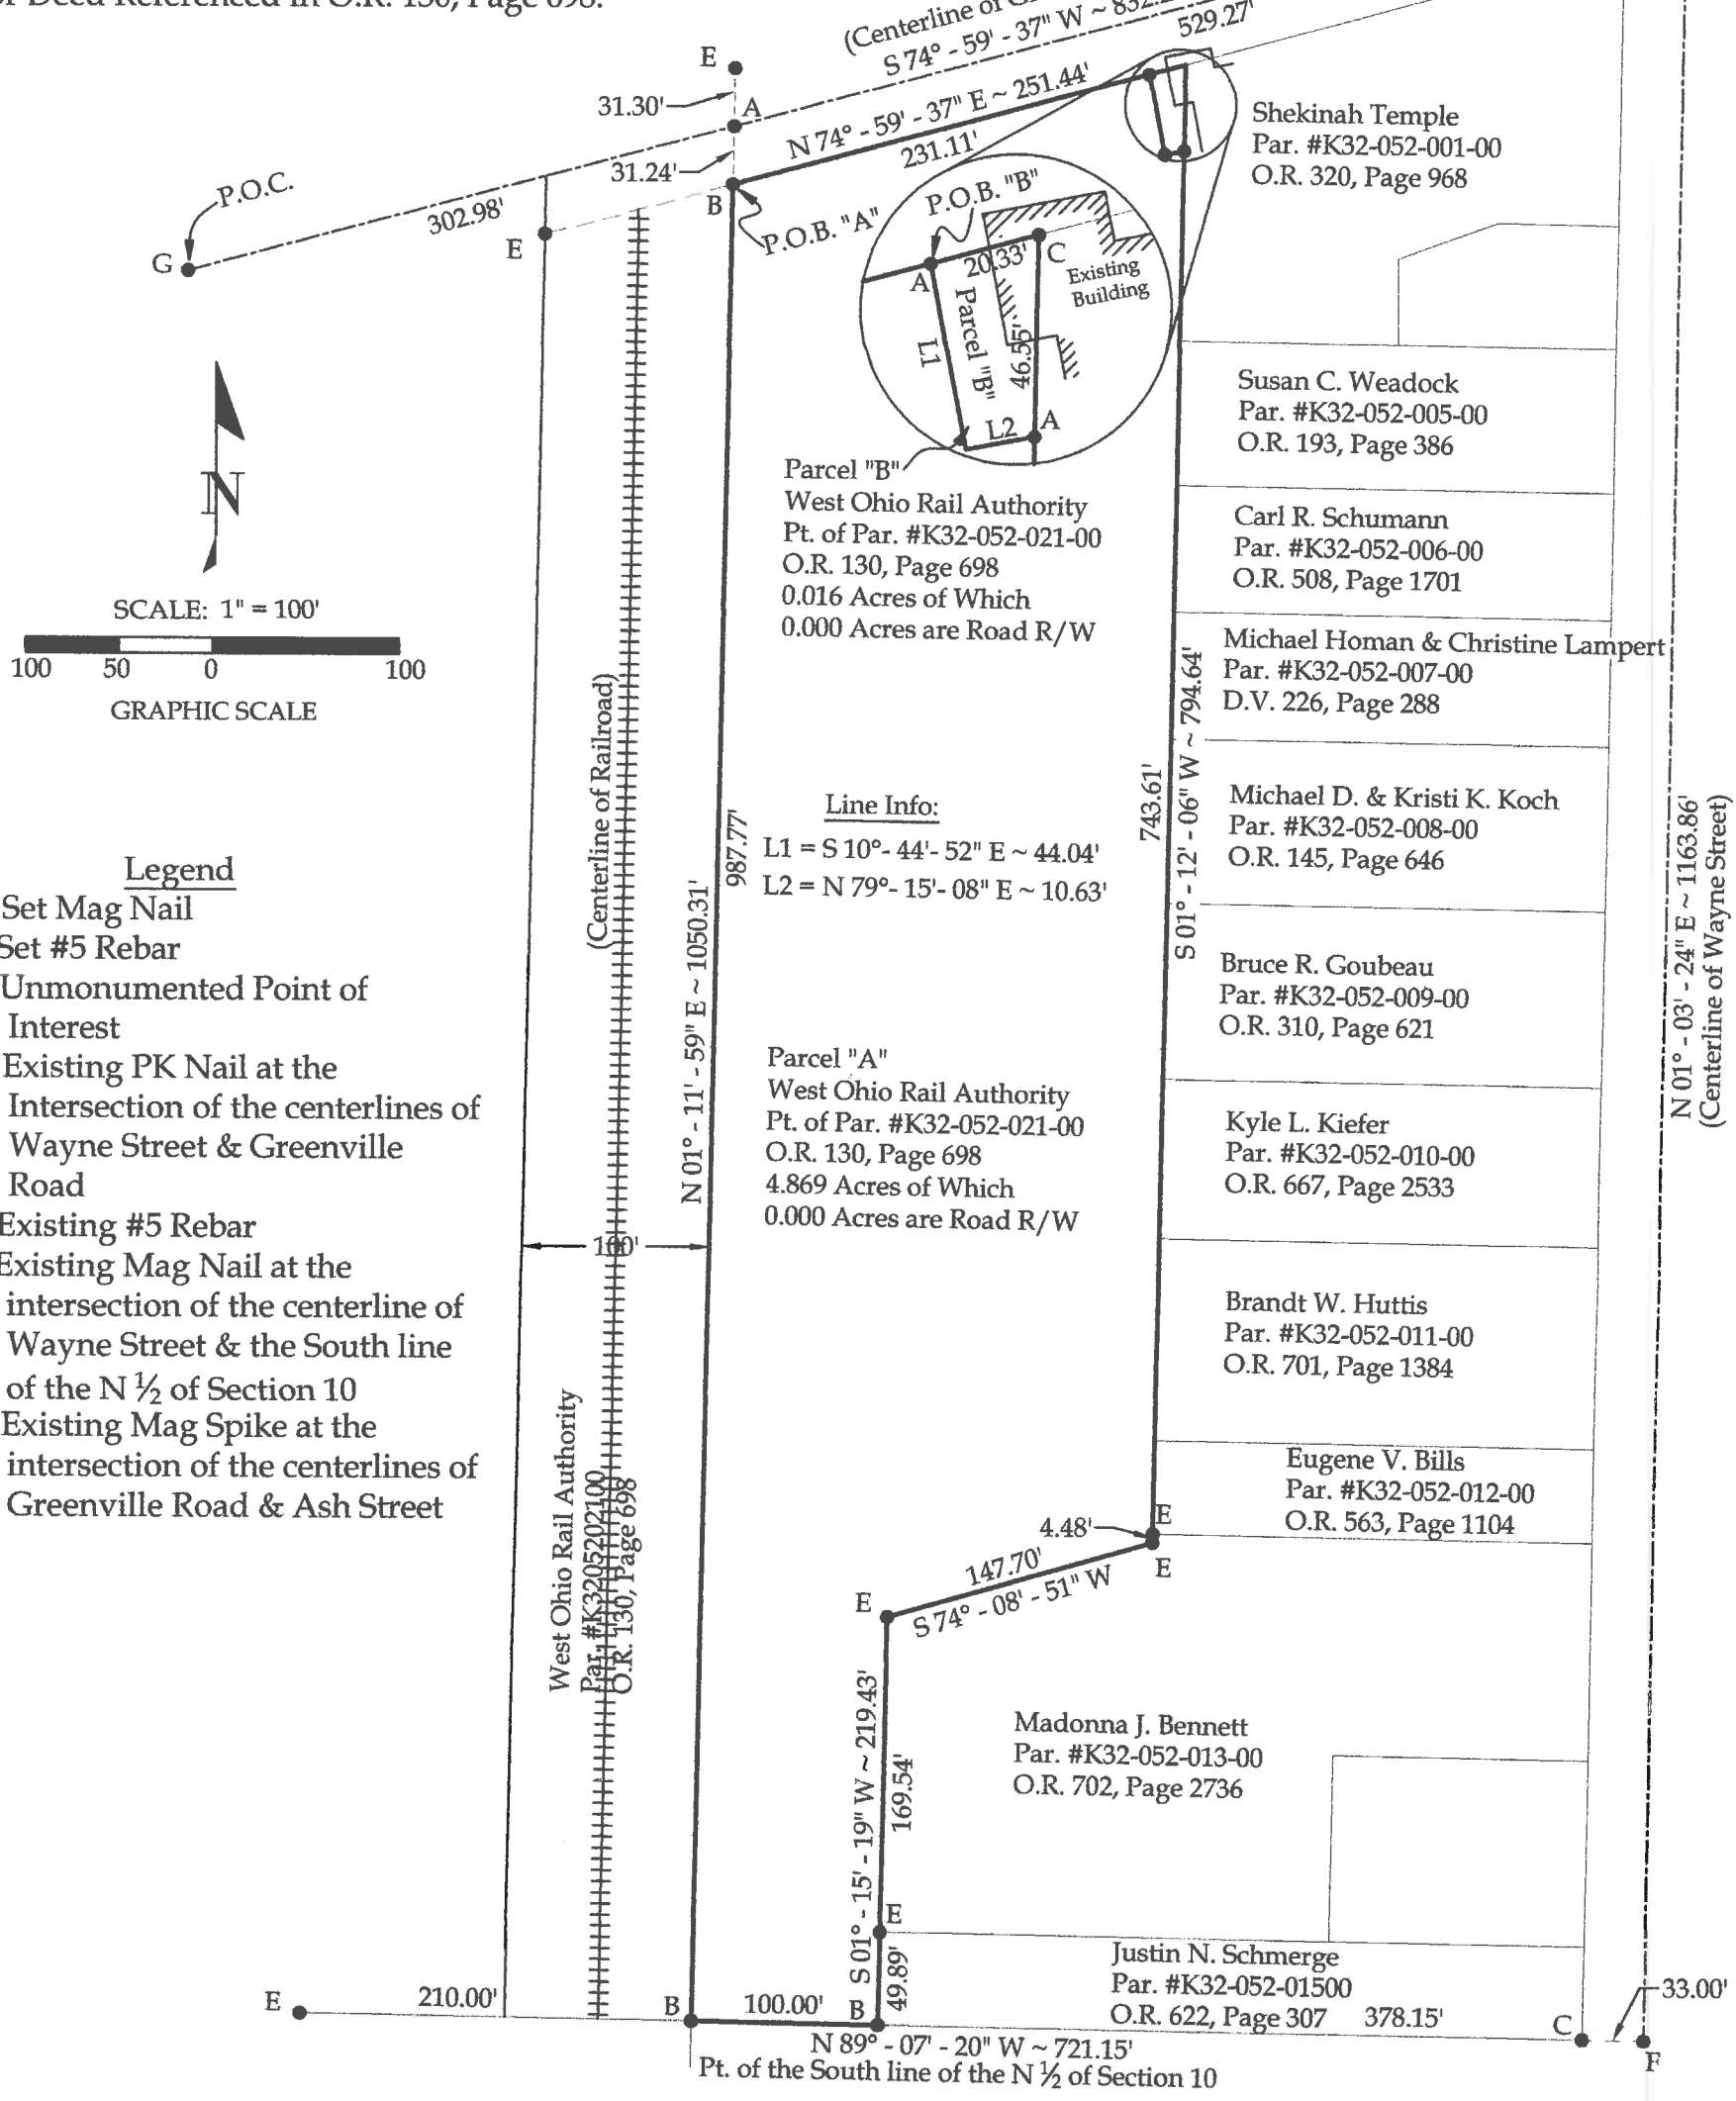 of Deed Referenced in O.R. 130, Page 698.
(Centerline of
S 74° - 59' - 37" W ~ 832.
529.27'
E
31.30'
A
N 74° - 59' - 37" E ~ 251.44'
231.11'
31.24'
B
P.O.B. "A"
P.O.C.
G
302.98'
E
P.O.B. "B"
A
20.33'
C
Existing
Building
Parcel "B"
L1
46.55'
L2
A
Shekinah Temple
Par. #K32-052-001-00
O.R. 320, Page 968
N
SCALE: 1" = 100'
100 50 0 100
GRAPHIC SCALE
Parcel "B"
West Ohio Rail Authority
Pt. of Par. #K32-052-021-00
O.R. 130, Page 698
0.016 Acres of Which
0.000 Acres are Road R/W
Susan C. Weadock
Par. #K32-052-005-00
O.R. 193, Page 386
Carl R. Schumann
Par. #K32-052-006-00
O.R. 508, Page 1701
Michael Homan & Christine Lampert
Par. #K32-052-007-00
D.V. 226, Page 288
Michael D. & Kristi K. Koch
Par. #K32-052-008-00
O.R. 145, Page 646
Bruce R. Goubeau
Par. #K32-052-009-00
O.R. 310, Page 621
Kyle L. Kiefer
Par. #K32-052-010-00
O.R. 667, Page 2533
Brandt W. Huttis
Par. #K32-052-011-00
O.R. 701, Page 1384
Eugene V. Bills
Par. #K32-052-012-00
O.R. 563, Page 1104
(Centerline of Railroad)
987.77'
N 01° - 11' - 59" E ~ 1050.31'
Line Info:
L1 = S 10°- 44'- 52" E ~ 44.04'
L2 = N 79°- 15'- 08" E ~ 10.63'
743.61'
S 01° - 12' - 06" W ~ 794.64'
N 01° - 03' - 24" E ~ 1163.86'
(Centerline of Wayne Street)
Parcel "A"
West Ohio Rail Authority
Pt. of Par. #K32-052-021-00
O.R. 130, Page 698
4.869 Acres of Which
0.000 Acres are Road R/W
Legend
Set Mag Nail
Set #5 Rebar
Unmonumented Point of
Interest
Existing PK Nail at the
Intersection of the centerlines of
Wayne Street & Greenville
Road
Existing #5 Rebar
Existing Mag Nail at the
intersection of the centerline of
Wayne Street & the South line
of the N ½ of Section 10
Existing Mag Spike at the
intersection of the centerlines of
Greenville Road & Ash Street
100'
West Ohio Rail Authority
Par. #K3205202100
O.R. 130, Page 698
4.48'
E
E
147.70'
S 74° - 08' - 51" W
E
S 01° - 15' - 19" W ~ 219.43'
169.54'
Madonna J. Bennett
Par. #K32-052-013-00
O.R. 702, Page 2736
E
49.89'
Justin N. Schmerge
Par. #K32-052-01500
O.R. 622, Page 307 378.15'
E
210.00'
B
100.00'
B
C
33.00'
F
N 89° - 07' - 20" W ~ 721.15'
Pt. of the South line of the N ½ of Section 10